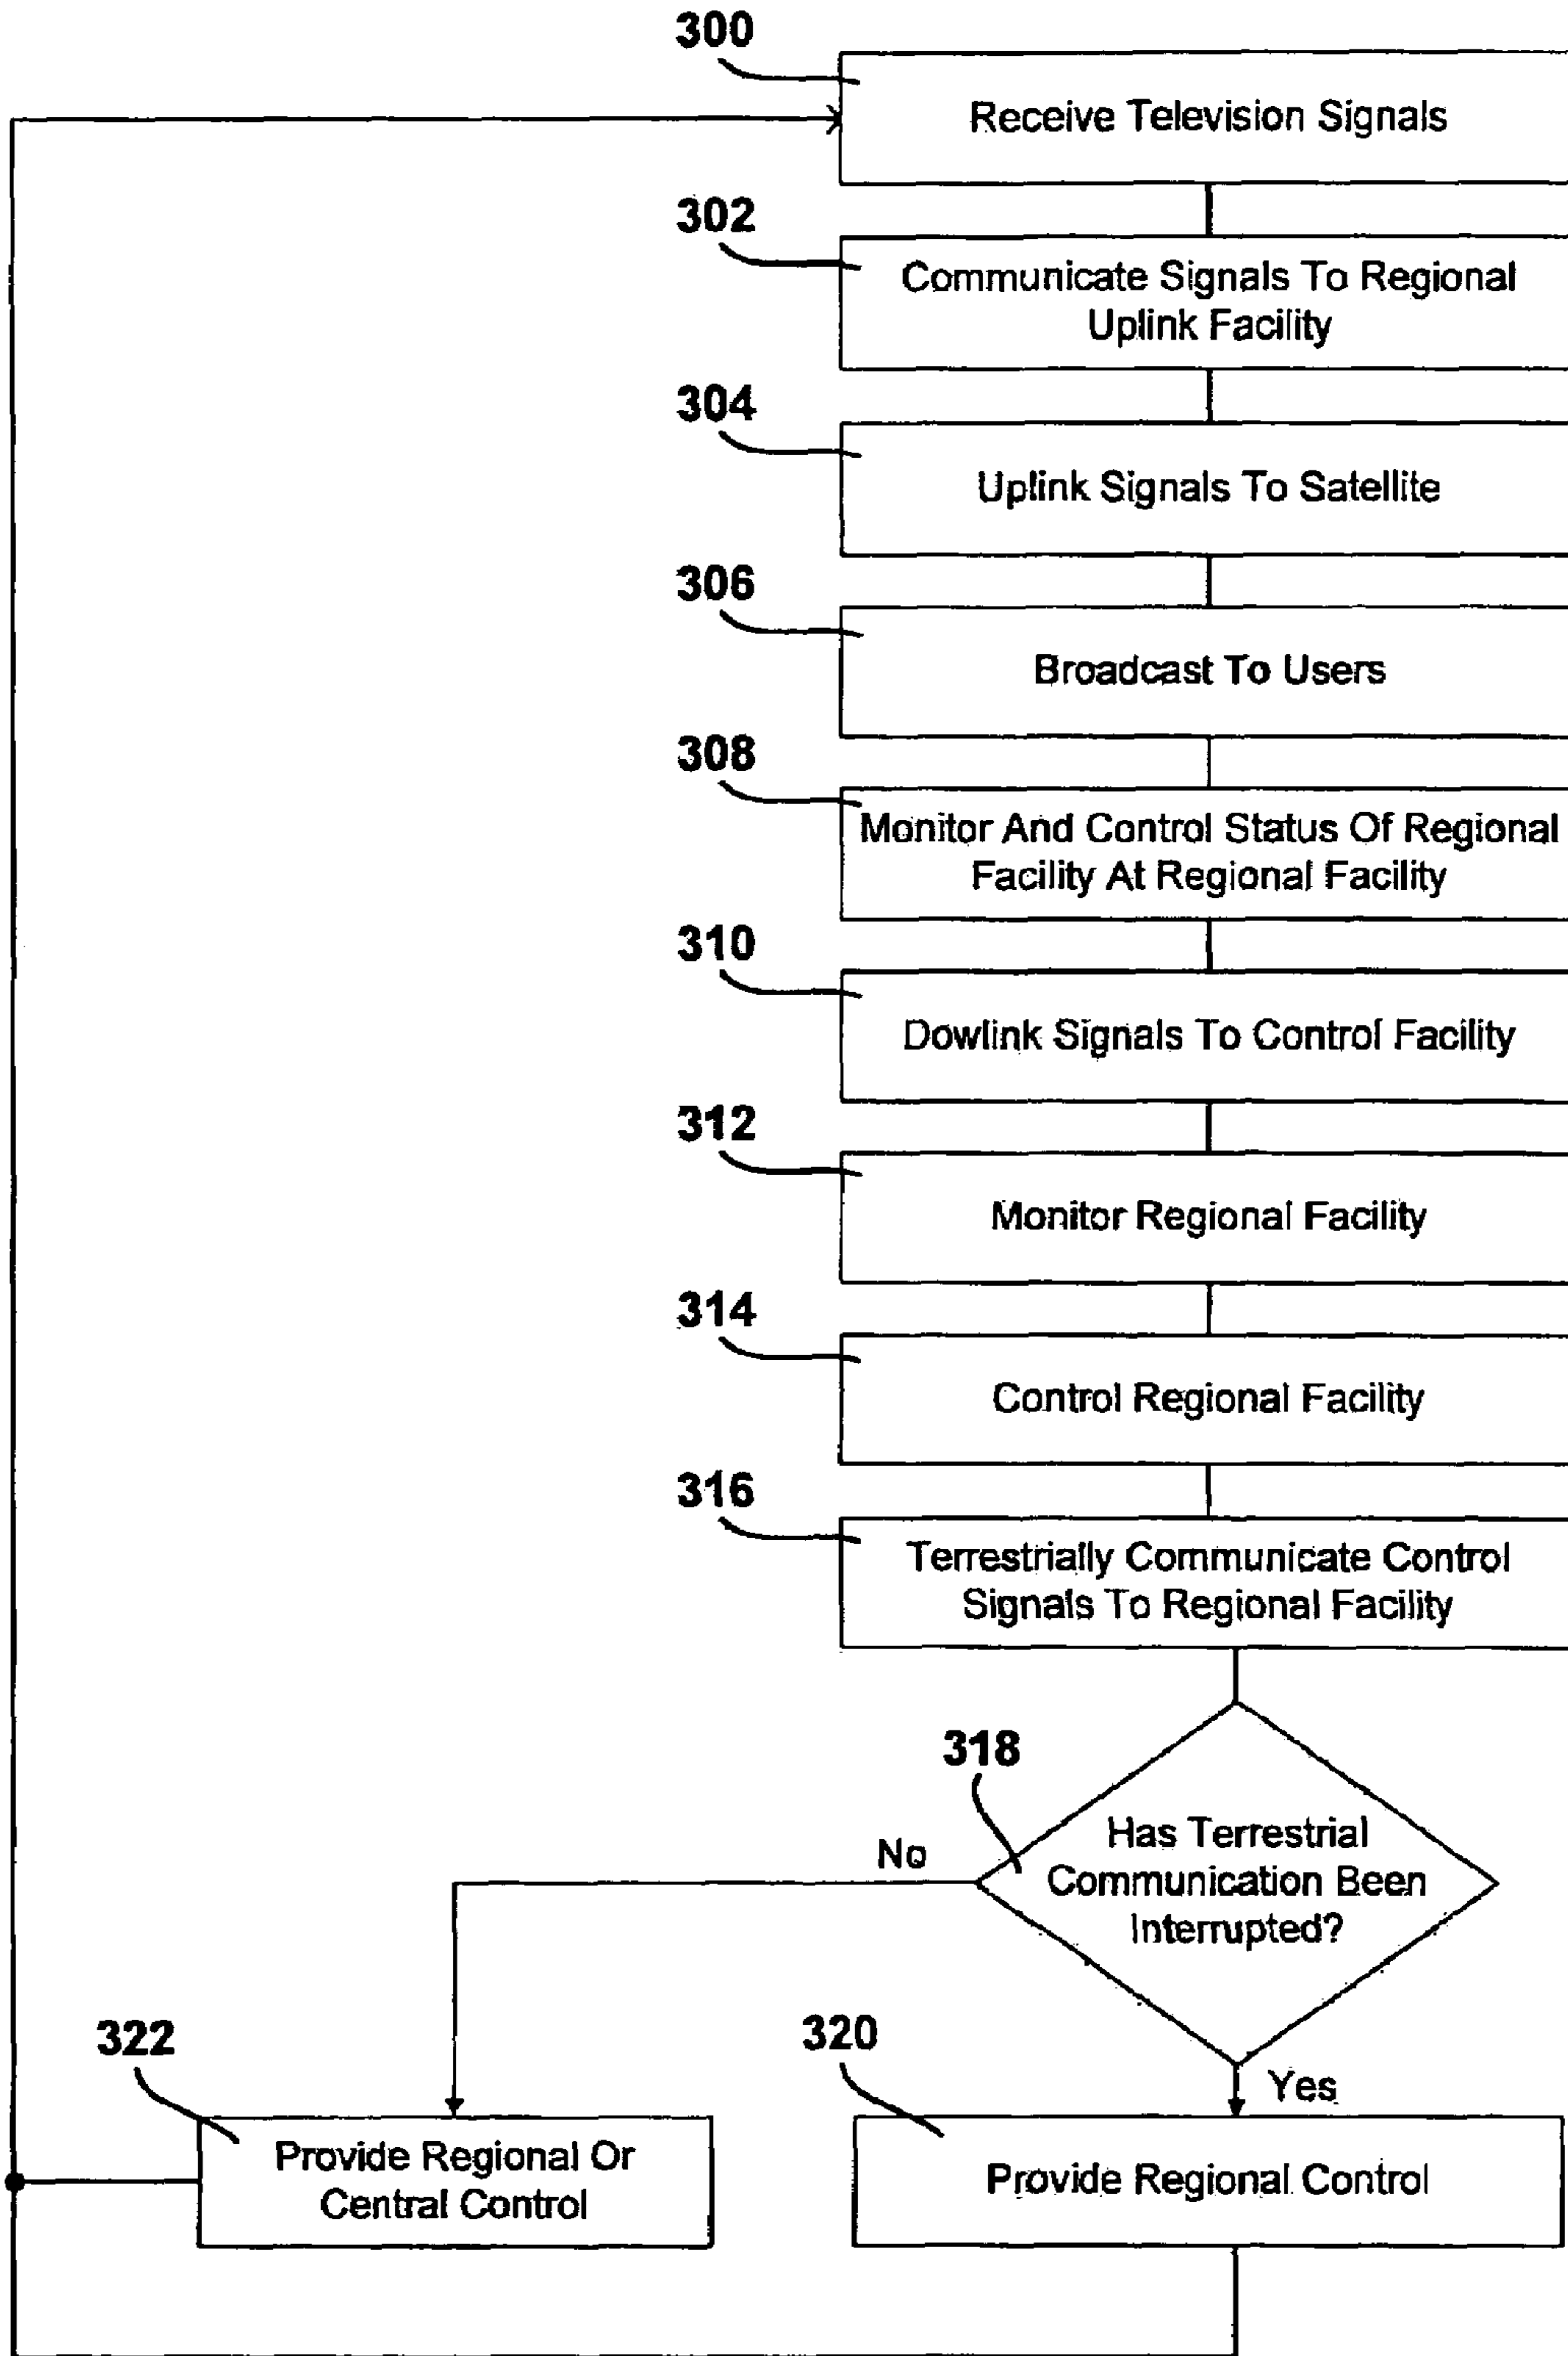 300
Receive Television Signals
302
Communicate Signals To Regional
Uplink Facility
304
Uplink Signals To Satellite
306
Broadcast To Users
308
Monitor And Control Status Of Regional
Facility At Regional Facility
310
Dowlink Signals To Control Facility
312
Monitor Regional Facility
314
Control Regional Facility
316
Terrestrially Communicate Control
Signals To Regional Facility
318
Has Terrestrial
Communication Been
Interrupted?
No
Yes
322
Provide Regional Or
Central Control
320
Provide Regional Control